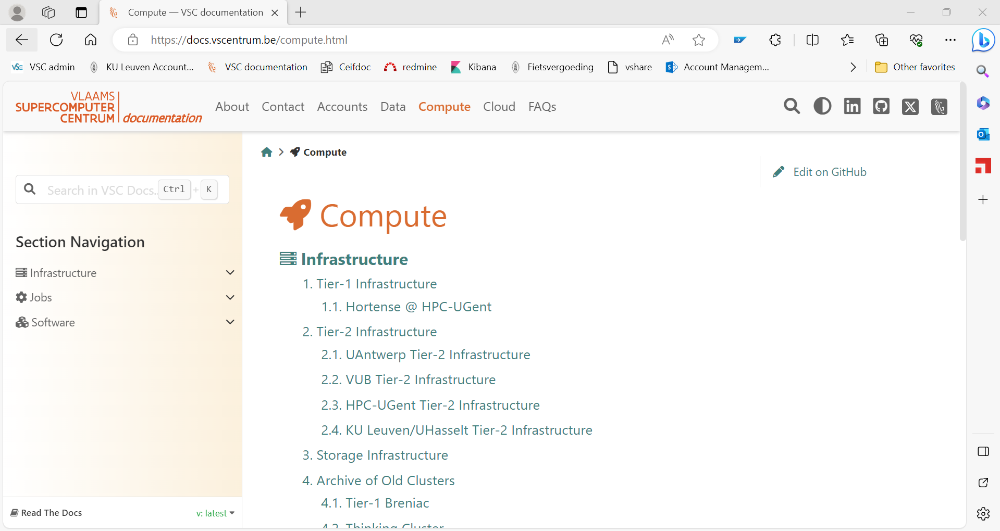 Compute — VSC documentation
https://docs.vscentrum.be/compute.html
VSC admin
KU Leuven Account...
VSC documentation
Ceifdoc
redmine
Kibana
Fietsvergoeding
vshare
Account Managem...
Other favorites
VLAAMS
SUPERCOMPUTER
CENTRUM documentation
About Contact Accounts Data Compute Cloud FAQs
Compute
Edit on GitHub
Search in VSC Docs.. Ctrl + K
Section Navigation
Infrastructure
Jobs
Software
Compute
Infrastructure
1. Tier-1 Infrastructure
1.1. Hortense @ HPC-UGent
2. Tier-2 Infrastructure
2.1. UAntwerp Tier-2 Infrastructure
2.2. VUB Tier-2 Infrastructure
2.3. HPC-UGent Tier-2 Infrastructure
2.4. KU Leuven/UHasselt Tier-2 Infrastructure
3. Storage Infrastructure
4. Archive of Old Clusters
4.1. Tier-1 Breniac
4.2. Thinking Cluster
Read The Docs
v: latest